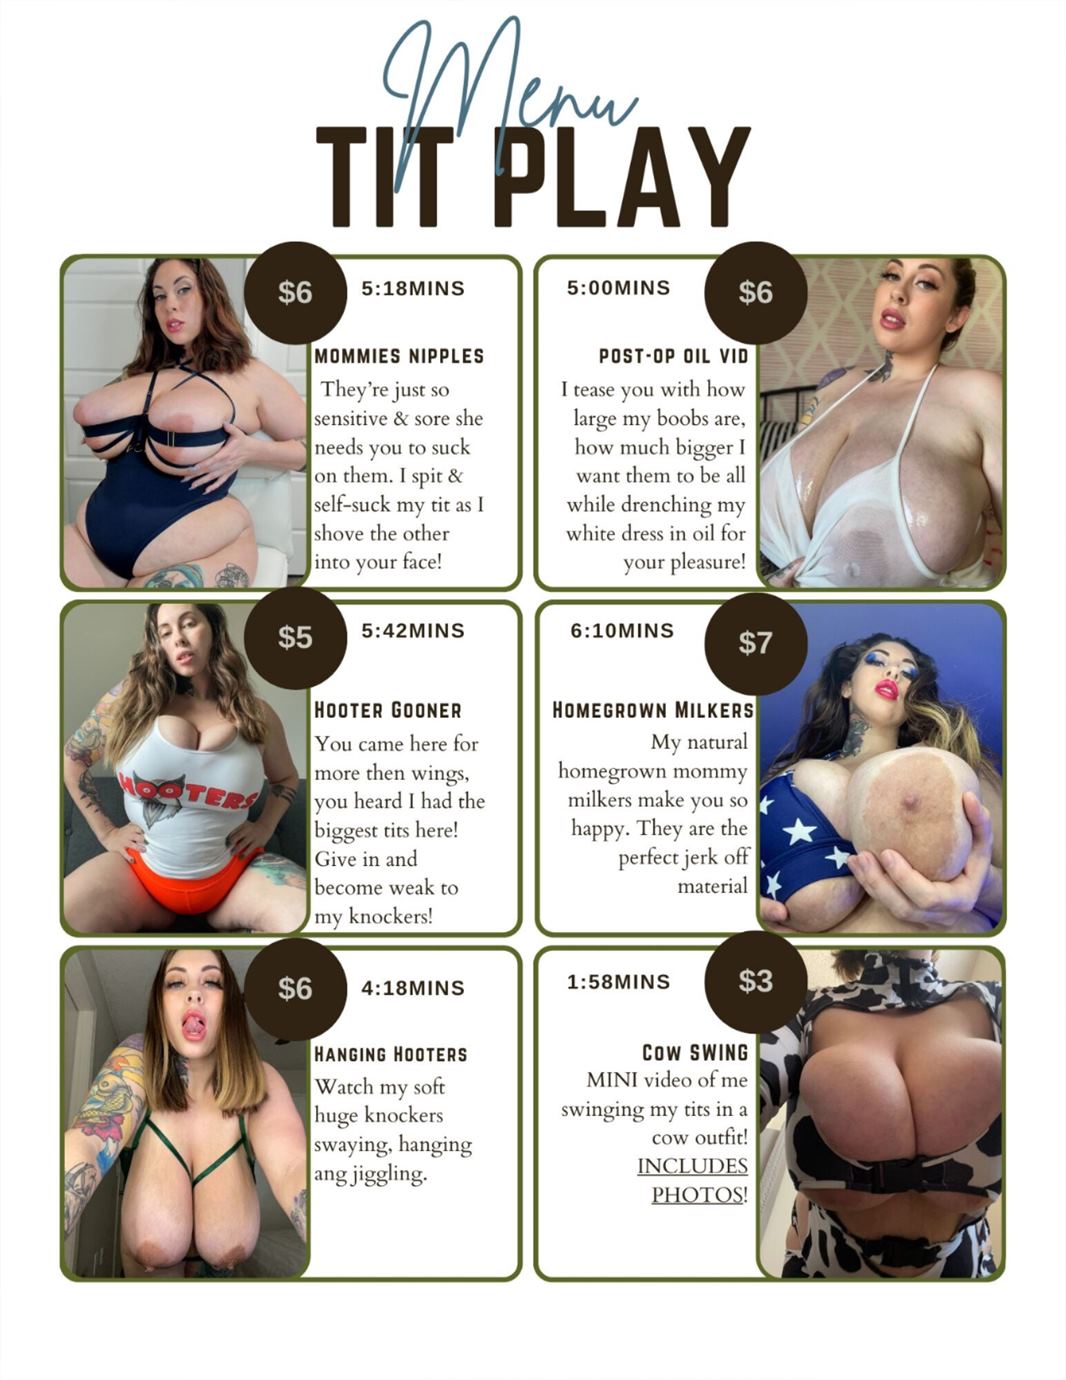 Menu
TIT PLAY
$6
5:18MINS
MOMMIES NIPPLES
They're just so
sensitive & sore she
needs you to suck
on them. I spit &
self-suck my tit as I
shove the other
into your face!
5:00MINS
$6
POST-OP OIL VID
I tease you with how
large my boobs are,
how much bigger I
want them to be all
while drenching my
white dress in oil for
your pleasure!
$5
5:42MINS
HOOTER GOONER
You came here for
more then wings,
you heard I had the
biggest tits here!
Give in and
become weak to
my knockers!
HOOTERS
6:10MINS
$7
HOMEGROWN MILKERS
My natural
homegrown mommy
milkers make you so
happy. They are the
perfect jerk off
material
$6
4:18MINS
HANGING HOOTERS
Watch my soft
huge knockers
swaying, hanging
ang jiggling.
1:58MINS
$3
COW SWING
MINI video of me
swinging my tits in a
cow outfit!
INCLUDES
PHOTOS!